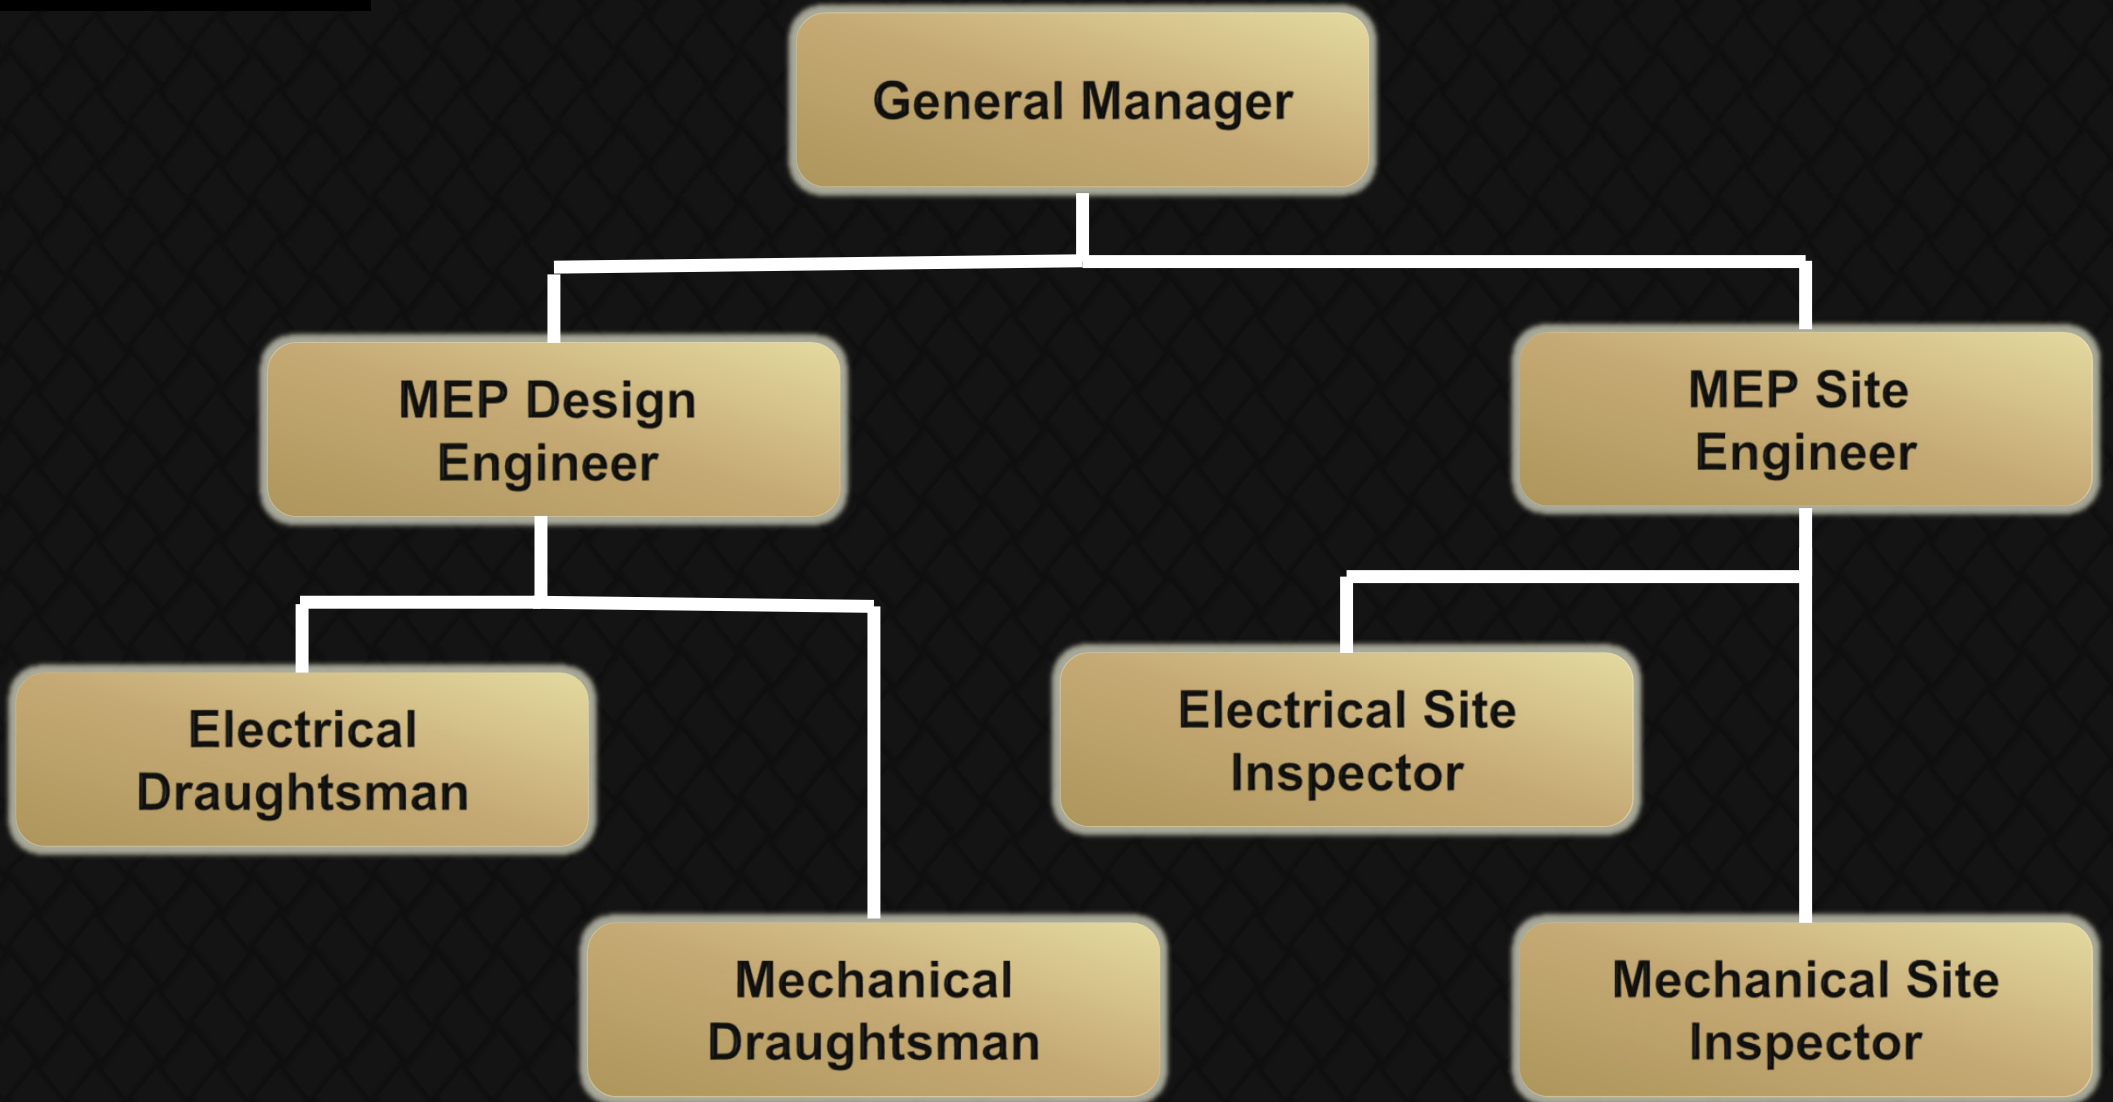 General Manager
MEP Design
Engineer
MEP Site
Engineer
Electrical
Draughtsman
Electrical Site
Inspector
Mechanical
Draughtsman
Mechanical Site
Inspector